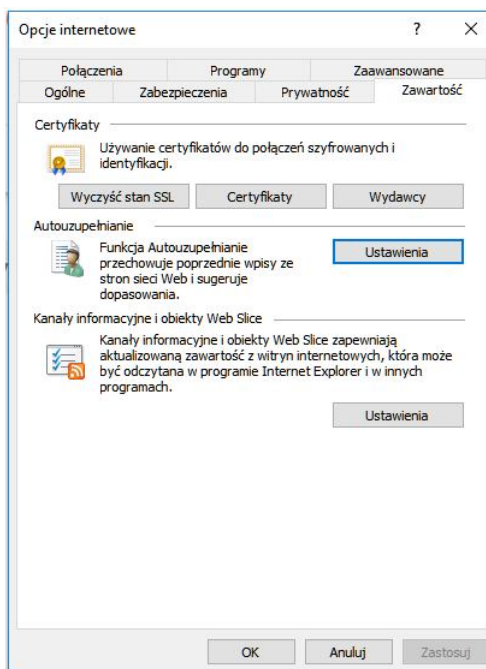 Opcje internetowe
Połączenia Programy Zaawansowane
Ogólne Zabezpieczenia Prywatność Zawartość
Certyfikaty
Używanie certyfikatów do połączeń szyfrowanych i
identyfikacji.
Wyczyść stan SSL Certyfikaty Wydawcy
Autouzupełnianie
Funkcja Autouzupełnianie
przechowuje poprzednie wpisy ze
stron sieci Web i sugeruje
dopasowania.
Ustawienia
Kanały informacyjne i obiekty Web Slice
Kanały informacyjne i obiekty Web Slice zapewniają
aktualizowaną zawartość z witryn internetowych, która może
być odczytana w programie Internet Explorer i w innych
programach.
Ustawienia
OK Anuluj Zastosuj